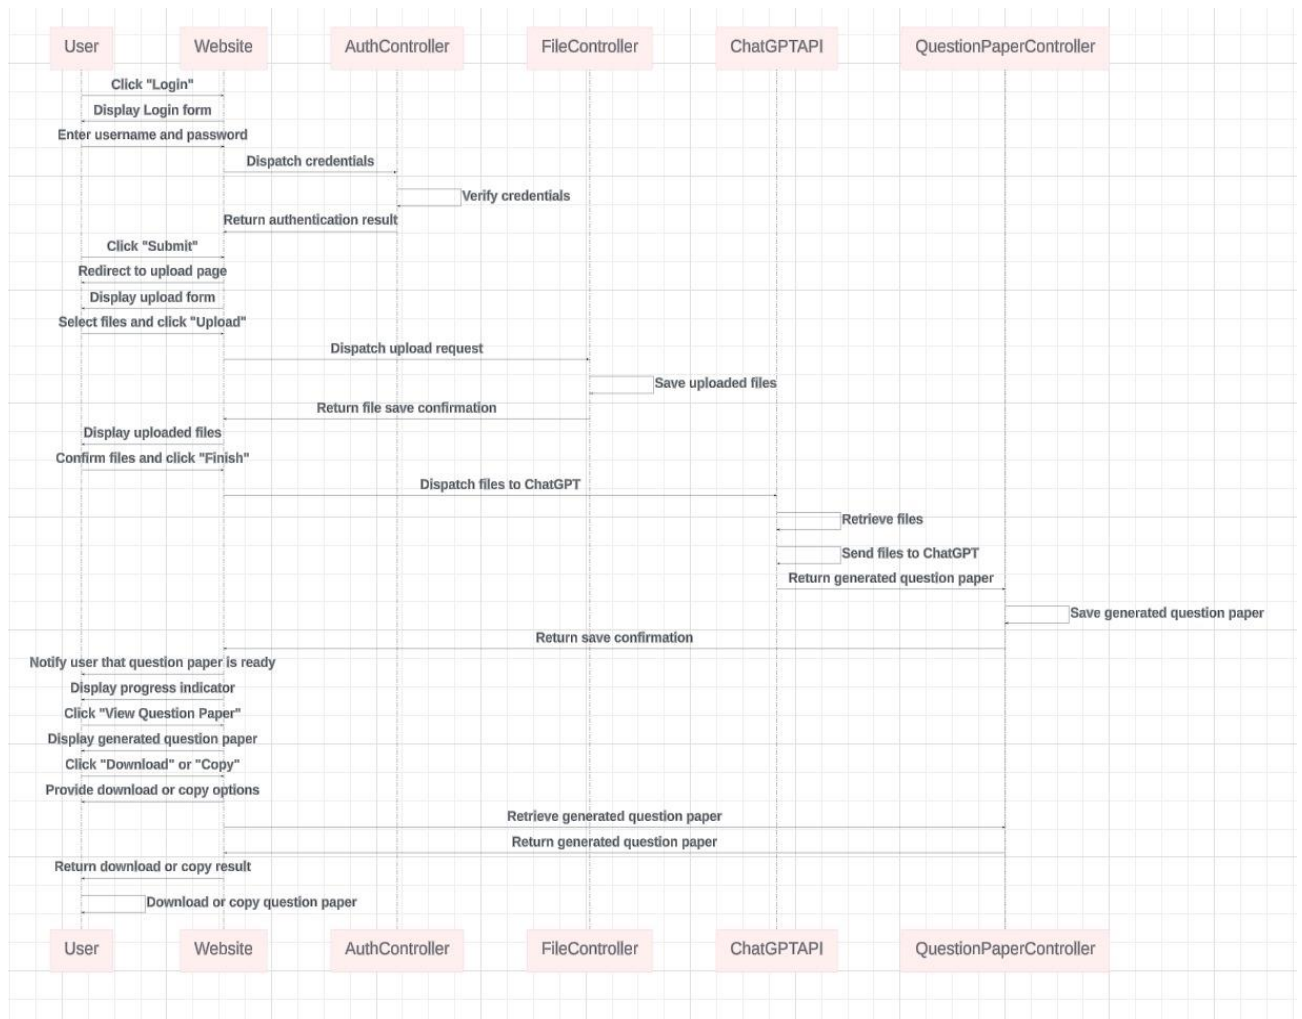 User Website AuthController FileController ChatGPTAPI QuestionPaperController
Click "Login"
Display Login form
Enter username and password
Dispatch credentials
Verify credentials
Return authentication result
Click "Submit"
Redirect to upload page
Display upload form
Select files and click "Upload"
Dispatch upload request
Save uploaded files
Return file save confirmation
Display uploaded files
Confirm files and click "Finish"
Dispatch files to ChatGPT
Retrieve files
Send files to ChatGPT
Return generated question paper
Save generated question paper
Return save confirmation
Notify user that question paper is ready
Display progress indicator
Click "View Question Paper"
Display generated question paper
Click "Download" or "Copy"
Provide download or copy options
Retrieve generated question paper
Return generated question paper
Return download or copy result
Download or copy question paper
User Website AuthController FileController ChatGPTAPI QuestionPaperController